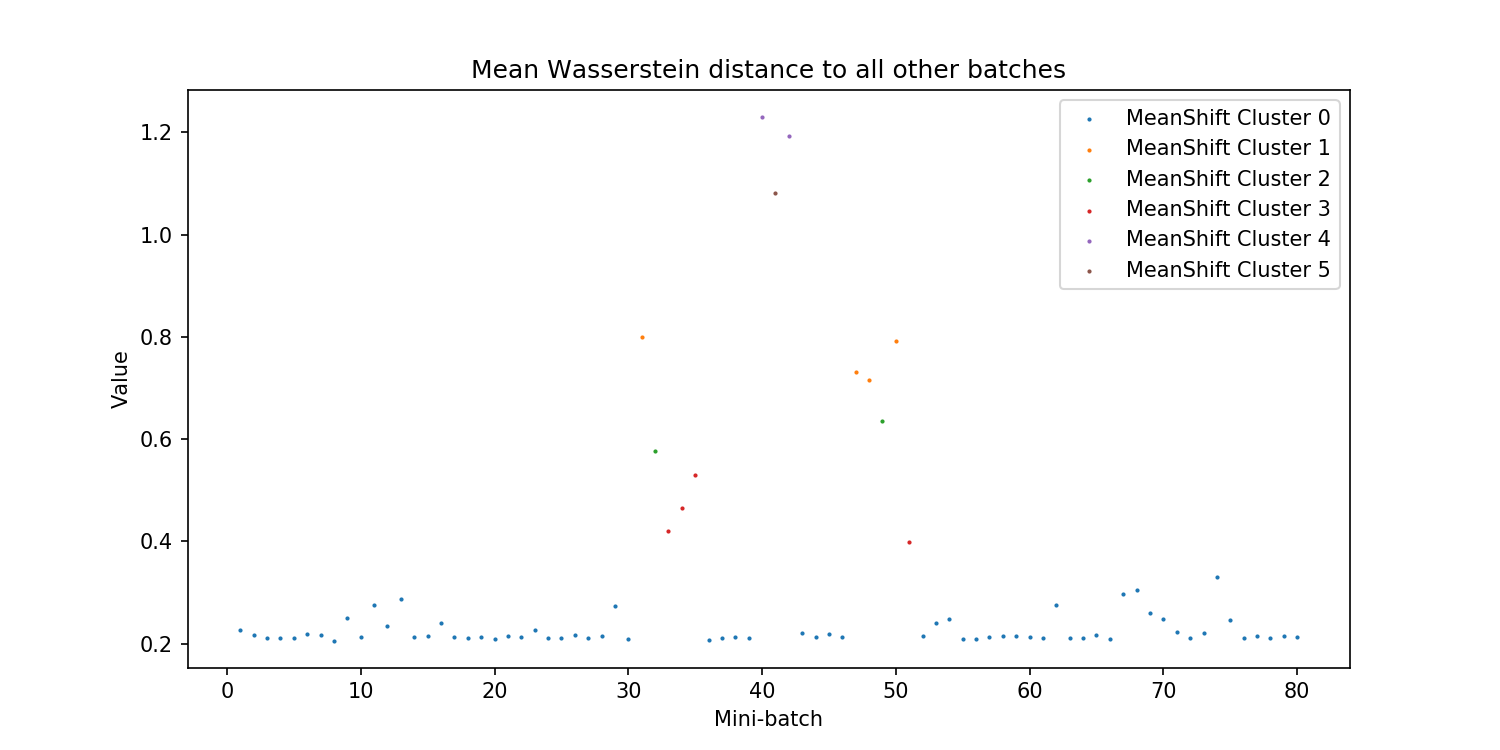 Mean Wasserstein distance to all other batches
MeanShift Cluster 0
MeanShift Cluster 1
MeanShift Cluster 2
MeanShift Cluster 3
MeanShift Cluster 4
MeanShift Cluster 5
1.2
1.0
0.8
0.6
0.4
0.2
Value
0 10 20 30 40 50 60 70 80
Mini-batch